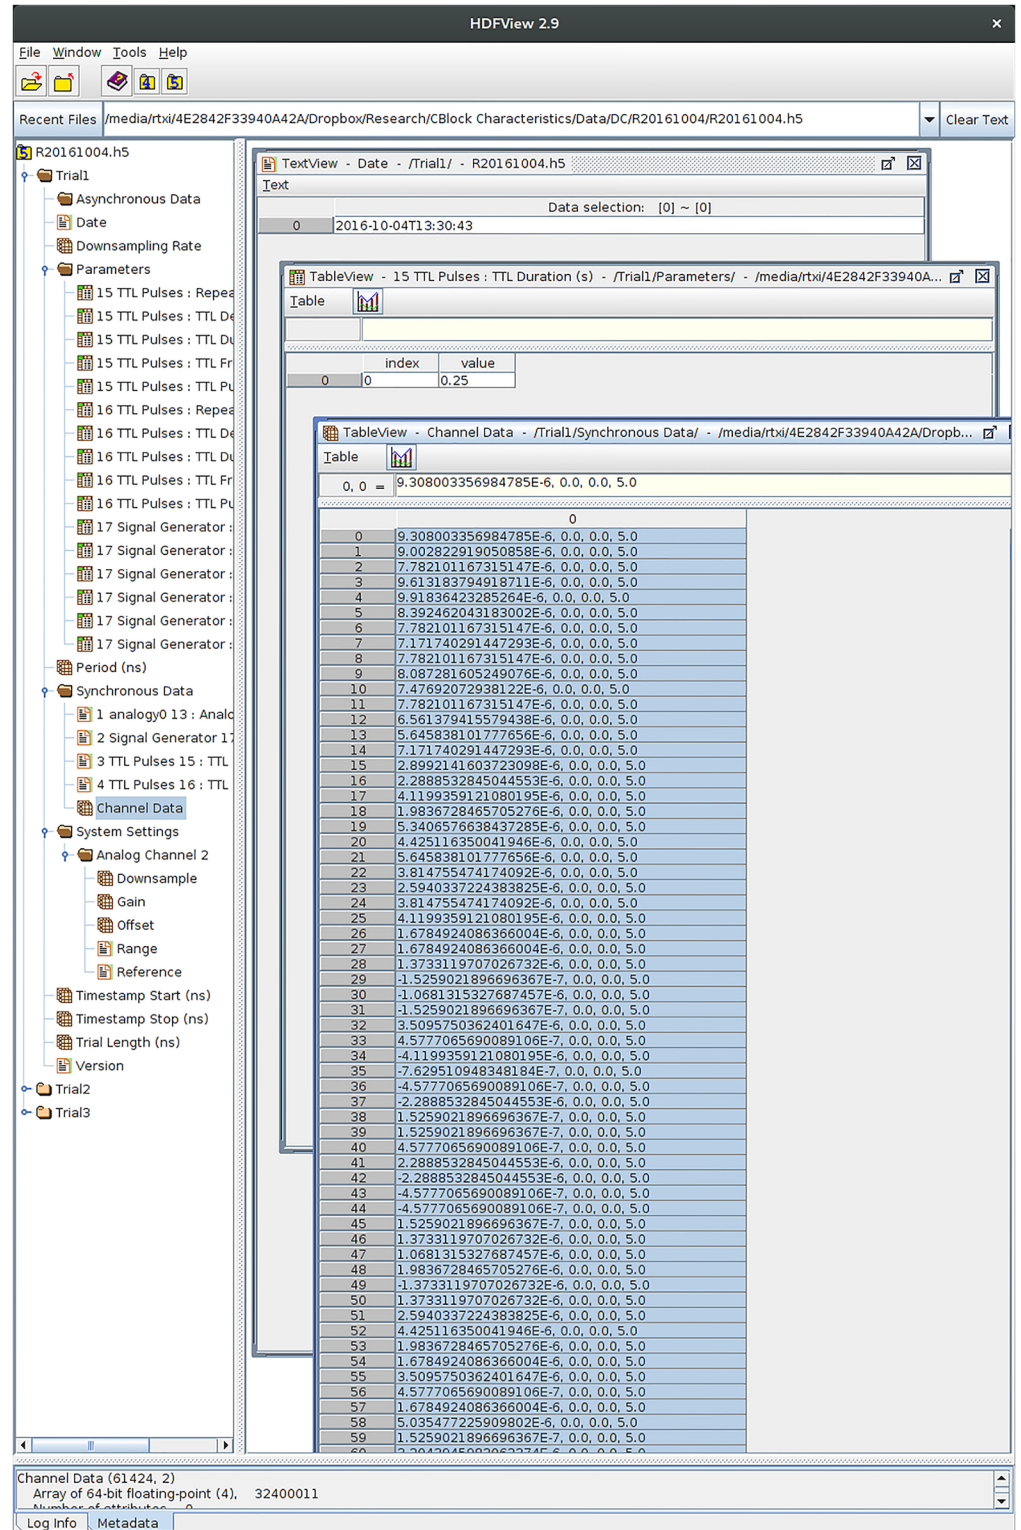 HDFView 2.9
File Window Tools Help
Recent Files /media/rtxi/4E2842F33940A42A/Dropbox/Research/CBlock Characteristics/Data/DC/R20161004/R20161004.h5 Clear Text
R20161004.h5
Trial1
Asynchronous Data
Date
Downsampling Rate
Parameters
15 TTL Pulses : Repea
15 TTL Pulses : TTL De
15 TTL Pulses : TTL Du
15 TTL Pulses : TTL Fr
15 TTL Pulses : TTL Pu
16 TTL Pulses : Repea
16 TTL Pulses : TTL De
16 TTL Pulses : TTL Du
16 TTL Pulses : TTL Fr
16 TTL Pulses : TTL Pu
17 Signal Generator :
17 Signal Generator :
17 Signal Generator :
17 Signal Generator :
17 Signal Generator :
17 Signal Generator :
Period (ns)
Synchronous Data
1 analogy0 13 : Analo
2 Signal Generator 17
3 TTL Pulses 15 : TTL
4 TTL Pulses 16 : TTL
Channel Data
System Settings
Analog Channel 2
Downsample
Gain
Offset
Range
Reference
Timestamp Start (ns)
Timestamp Stop (ns)
Trial Length (ns)
Version
Trial2
Trial3
TextView - Date - /Trial1/ - R20161004.h5
Text
Data selection: [0] ~ [0]
0 2016-10-04T13:30:43
TableView - 15 TTL Pulses : TTL Duration (s) - /Trial1/Parameters/ - /media/rtxi/4E2842F33940A...
Table
index value
0 0 0.25
TableView - Channel Data - /Trial1/Synchronous Data/ - /media/rtxi/4E2842F33940A42A/Dropb...
Table
0, 0 = 9.308003356984785E-6, 0.0, 0.0, 5.0
0
0 9.308003356984785E-6, 0.0, 0.0, 5.0
1 9.002822919050858E-6, 0.0, 0.0, 5.0
2 7.782101167315147E-6, 0.0, 0.0, 5.0
3 9.613183794918711E-6, 0.0, 0.0, 5.0
4 9.91836423285264E-6, 0.0, 0.0, 5.0
5 8.392462043183002E-6, 0.0, 0.0, 5.0
6 7.782101167315147E-6, 0.0, 0.0, 5.0
7 7.171740291447293E-6, 0.0, 0.0, 5.0
8 7.782101167315147E-6, 0.0, 0.0, 5.0
9 8.087281605249076E-6, 0.0, 0.0, 5.0
10 7.47692072938122E-6, 0.0, 0.0, 5.0
11 7.782101167315147E-6, 0.0, 0.0, 5.0
12 6.561379415579438E-6, 0.0, 0.0, 5.0
13 5.645838101777656E-6, 0.0, 0.0, 5.0
14 7.171740291447293E-6, 0.0, 0.0, 5.0
15 2.8992141603723098E-6, 0.0, 0.0, 5.0
16 2.2888532845044553E-6, 0.0, 0.0, 5.0
17 4.1199359121080195E-6, 0.0, 0.0, 5.0
18 1.9836728465705276E-6, 0.0, 0.0, 5.0
19 5.3406576638437285E-6, 0.0, 0.0, 5.0
20 4.425116350041946E-6, 0.0, 0.0, 5.0
21 5.645838101777656E-6, 0.0, 0.0, 5.0
22 3.814755474174092E-6, 0.0, 0.0, 5.0
23 2.5940337224383825E-6, 0.0, 0.0, 5.0
24 3.814755474174092E-6, 0.0, 0.0, 5.0
25 4.1199359121080195E-6, 0.0, 0.0, 5.0
26 1.6784924086366004E-6, 0.0, 0.0, 5.0
27 1.6784924086366004E-6, 0.0, 0.0, 5.0
28 1.3733119707026732E-6, 0.0, 0.0, 5.0
29 -1.5259021896696367E-7, 0.0, 0.0, 5.0
30 -1.0681315327687457E-6, 0.0, 0.0, 5.0
31 -1.5259021896696367E-7, 0.0, 0.0, 5.0
32 3.5095750362401647E-6, 0.0, 0.0, 5.0
33 4.5777065690089106E-7, 0.0, 0.0, 5.0
34 -4.1199359121080195E-6, 0.0, 0.0, 5.0
35 -7.629510948348184E-7, 0.0, 0.0, 5.0
36 -4.5777065690089106E-7, 0.0, 0.0, 5.0
37 -2.2888532845044553E-6, 0.0, 0.0, 5.0
38 1.5259021896696367E-7, 0.0, 0.0, 5.0
39 1.5259021896696367E-7, 0.0, 0.0, 5.0
40 4.5777065690089106E-7, 0.0, 0.0, 5.0
41 2.2888532845044553E-6, 0.0, 0.0, 5.0
42 -2.2888532845044553E-6, 0.0, 0.0, 5.0
43 -4.5777065690089106E-7, 0.0, 0.0, 5.0
44 -4.5777065690089106E-7, 0.0, 0.0, 5.0
45 1.5259021896696367E-7, 0.0, 0.0, 5.0
46 1.3733119707026732E-6, 0.0, 0.0, 5.0
47 1.0681315327687457E-6, 0.0, 0.0, 5.0
48 1.9836728465705276E-6, 0.0, 0.0, 5.0
49 -1.3733119707026732E-6, 0.0, 0.0, 5.0
50 1.3733119707026732E-6, 0.0, 0.0, 5.0
51 2.5940337224383825E-6, 0.0, 0.0, 5.0
52 4.425116350041946E-6, 0.0, 0.0, 5.0
53 1.9836728465705276E-6, 0.0, 0.0, 5.0
54 1.6784924086366004E-6, 0.0, 0.0, 5.0
55 3.5095750362401647E-6, 0.0, 0.0, 5.0
56 4.5777065690089106E-7, 0.0, 0.0, 5.0
57 1.6784924086366004E-6, 0.0, 0.0, 5.0
58 5.035477225909802E-6, 0.0, 0.0, 5.0
59 1.5259021896696367E-7, 0.0, 0.0, 5.0
Channel Data (61424, 2)
Array of 64-bit floating-point (4), 32400011
Number of attributes = 0
Log Info Metadata